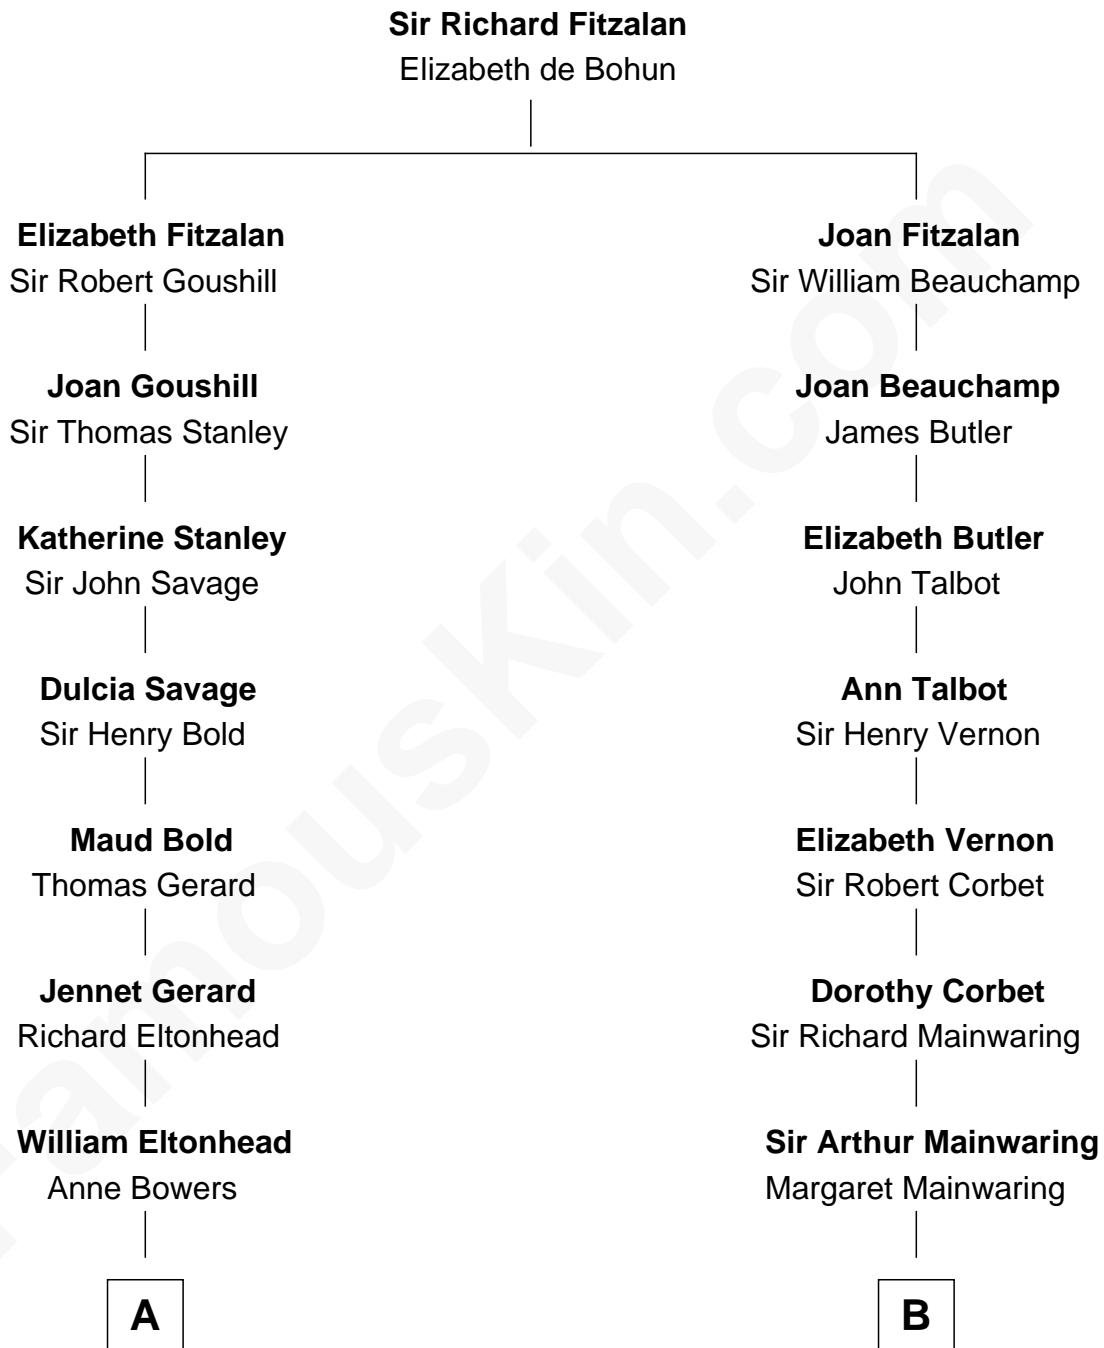 Sir Richard Fitzalan
Elizabeth de Bohun
Elizabeth Fitzalan
Sir Robert Goushill
Joan Fitzalan
Sir William Beauchamp
Joan Goushill
Sir Thomas Stanley
Joan Beauchamp
James Butler
Katherine Stanley
Sir John Savage
Elizabeth Butler
John Talbot
Dulcia Savage
Sir Henry Bold
Ann Talbot
Sir Henry Vernon
Maud Bold
Thomas Gerard
Elizabeth Vernon
Sir Robert Corbet
Jennet Gerard
Richard Eltonhead
Dorothy Corbet
Sir Richard Mainwaring
William Eltonhead
Anne Bowers
Sir Arthur Mainwaring
Margaret Mainwaring
A
B
FamousKin.com